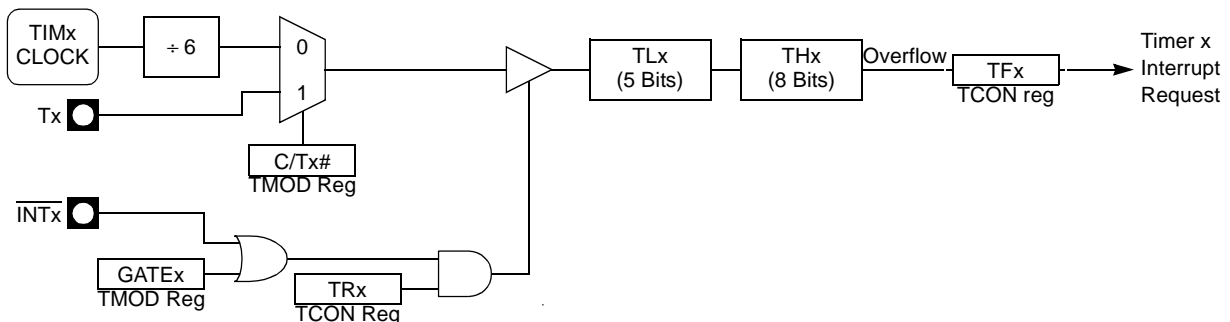 TIMx
CLOCK
÷ 6
0
1
Tx
C/Tx#
TMOD Reg
TLx
(5 Bits)
THx
(8 Bits)
Overflow
TFx
TCON reg
Timer x
Interrupt
Request
INTx
GATEx
TMOD Reg
TRx
TCON Reg